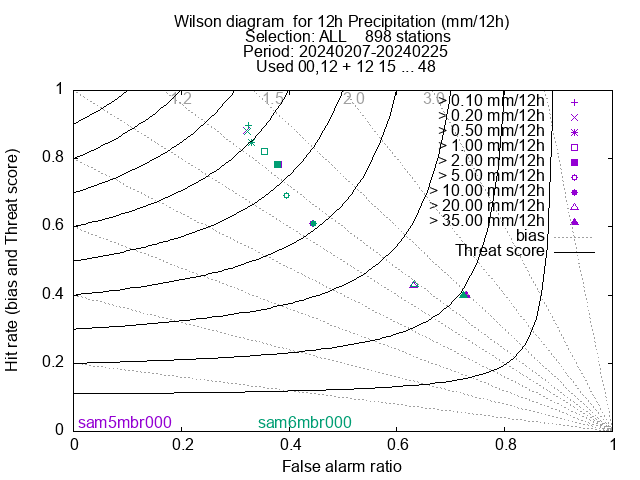 Wilson diagram for 12h Precipitation (mm/12h)
Selection: ALL 898 stations
Period: 20240207-20240225
Used 00,12 + 12 15 ... 48
1
1.2
1.5
2.0
3.0
> 0.10 mm/12h
> 0.20 mm/12h
> 0.50 mm/12h
> 1.00 mm/12h
> 2.00 mm/12h
> 5.00 mm/12h
> 10.00 mm/12h
> 20.00 mm/12h
> 35.00 mm/12h
bias
Threat score
0.8
0.6
0.4
0.2
0
Hit rate (bias and Threat score)
sam5mbr000 sam6mbr000
0 0.2 0.4 0.6 0.8 1
False alarm ratio